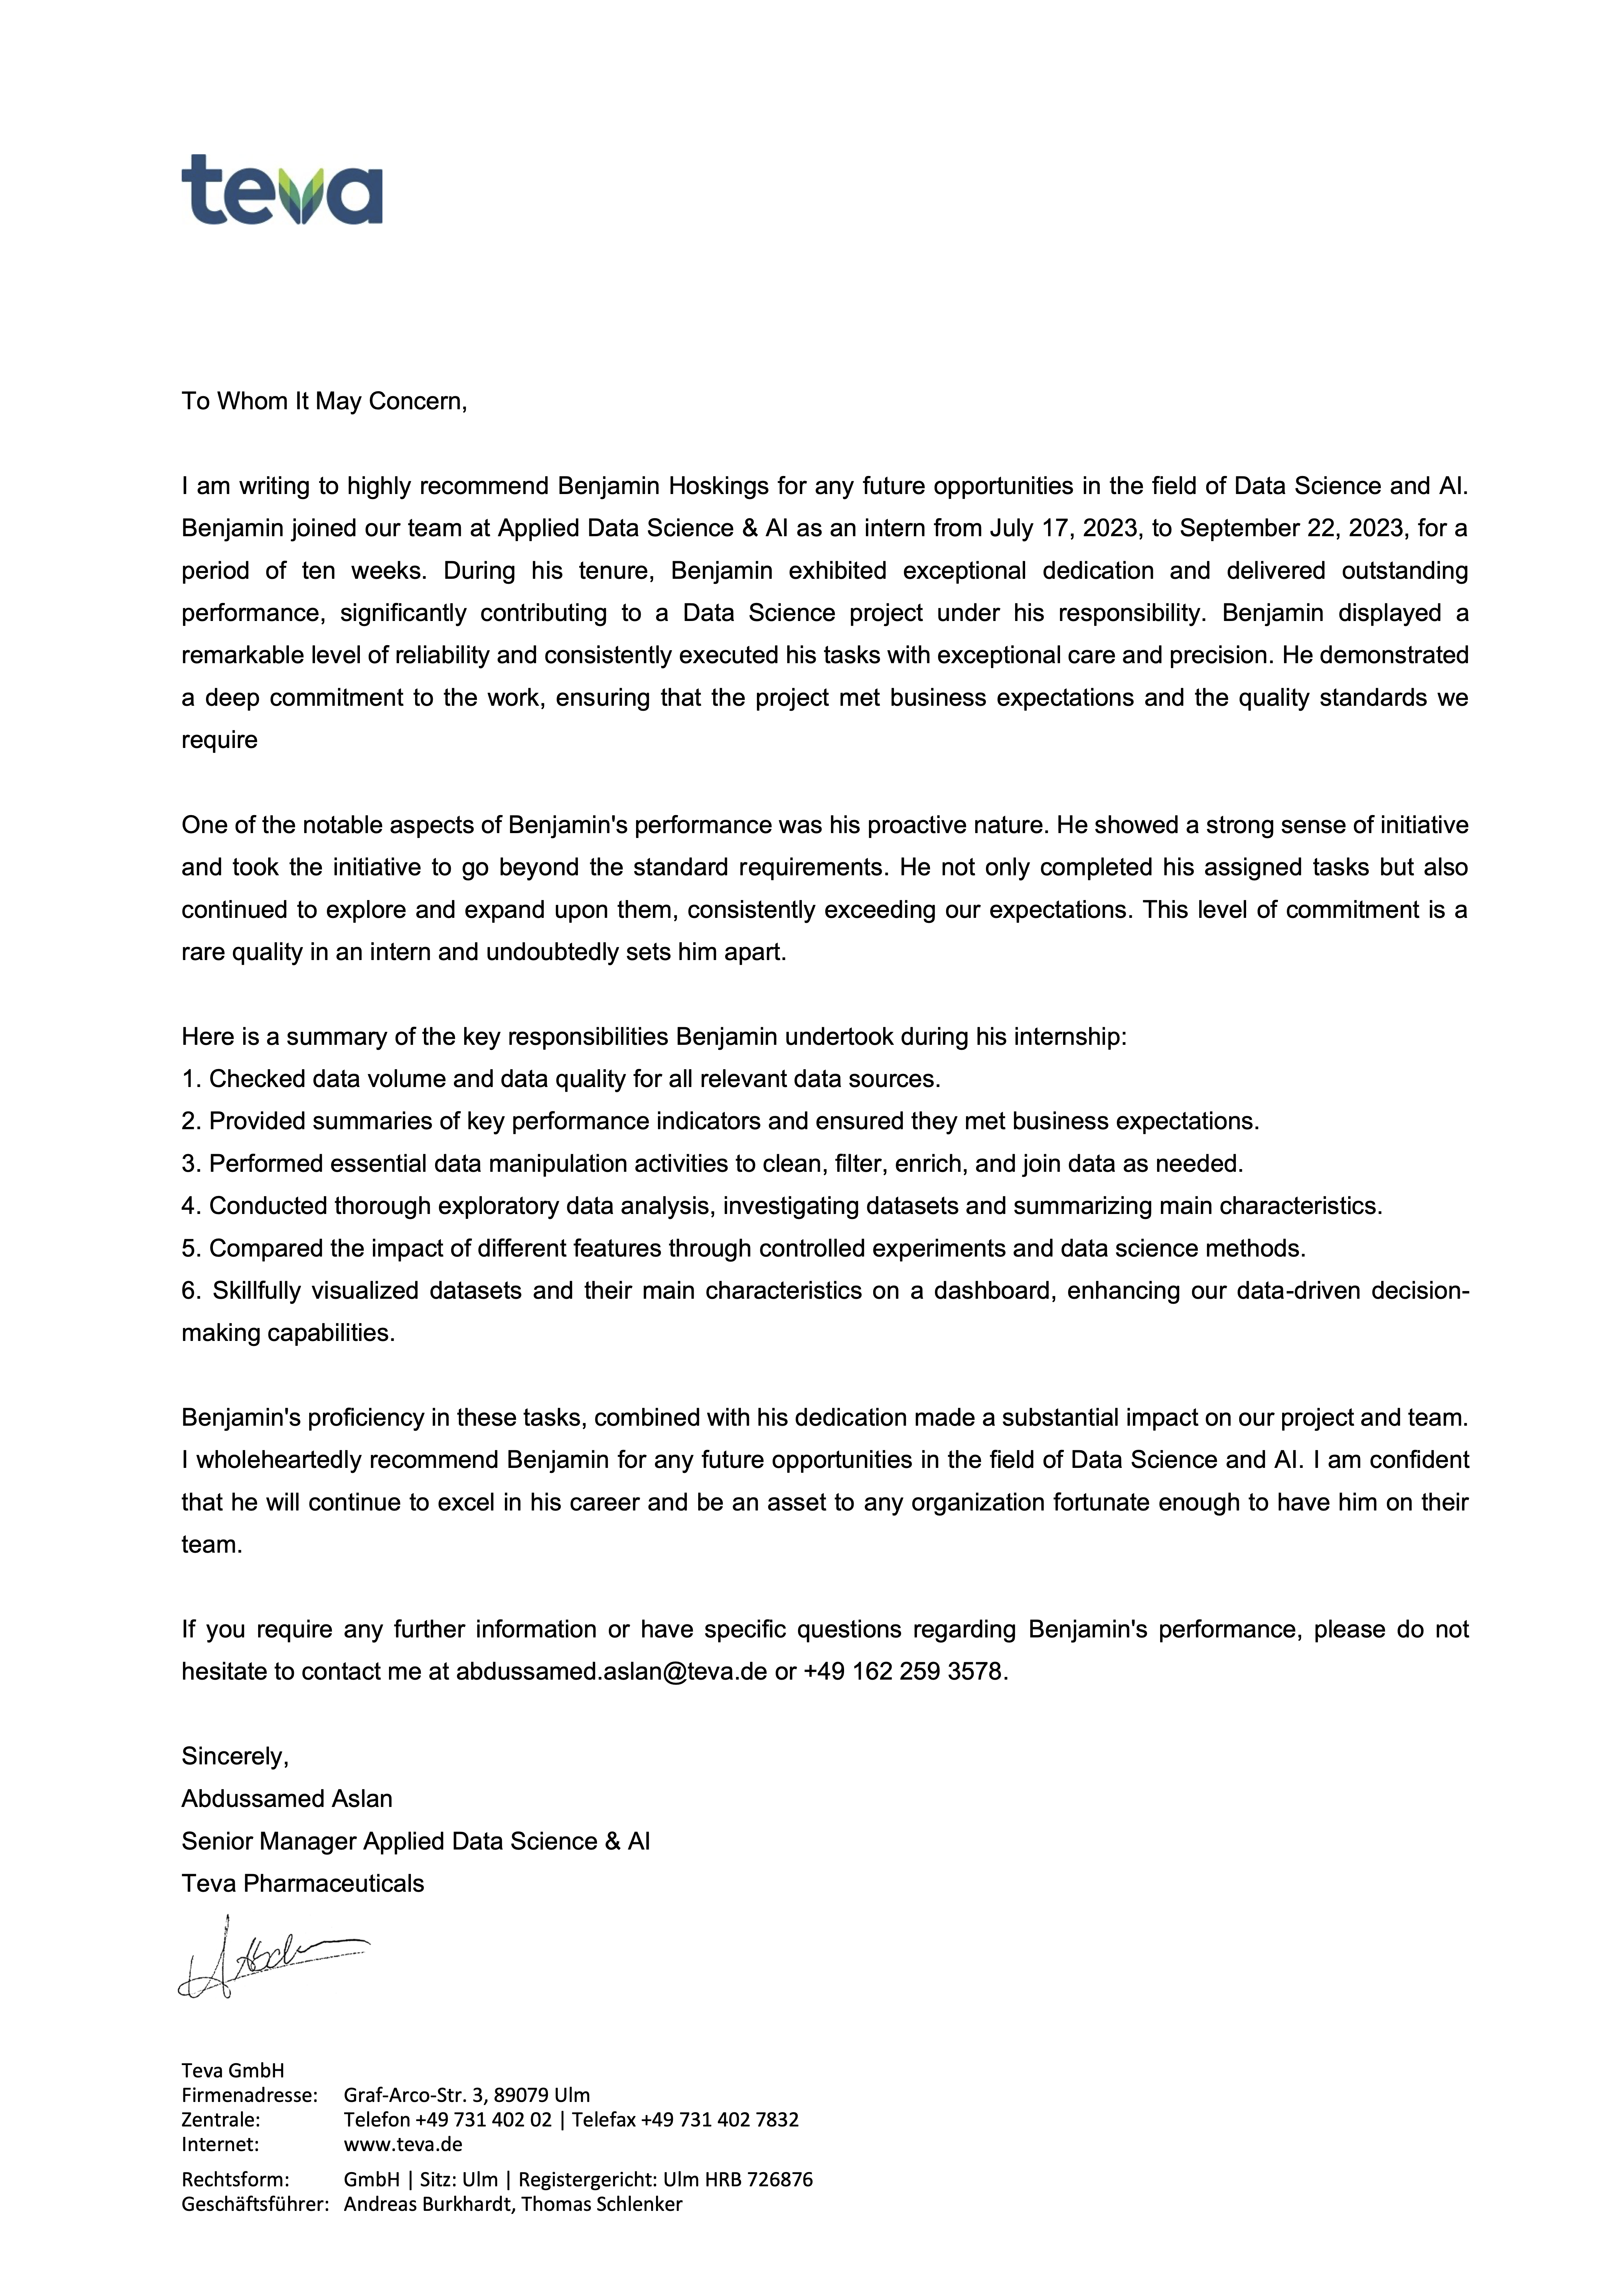 teva
To Whom It May Concern,
I am writing to highly recommend Benjamin Hoskings for any future opportunities in the field of Data Science and AI.
Benjamin joined our team at Applied Data Science & AI as an intern from July 17, 2023, to September 22, 2023, for a
period of ten weeks. During his tenure, Benjamin exhibited exceptional dedication and delivered outstanding
performance, significantly contributing to a Data Science project under his responsibility. Benjamin displayed a
remarkable level of reliability and consistently executed his tasks with exceptional care and precision. He demonstrated
a deep commitment to the work, ensuring that the project met business expectations and the quality standards we
require
One of the notable aspects of Benjamin's performance was his proactive nature. He showed a strong sense of initiative
and took the initiative to go beyond the standard requirements. He not only completed his assigned tasks but also
continued to explore and expand upon them, consistently exceeding our expectations. This level of commitment is a
rare quality in an intern and undoubtedly sets him apart.
Here is a summary of the key responsibilities Benjamin undertook during his internship:
1. Checked data volume and data quality for all relevant data sources.
2. Provided summaries of key performance indicators and ensured they met business expectations.
3. Performed essential data manipulation activities to clean, filter, enrich, and join data as needed.
4. Conducted thorough exploratory data analysis, investigating datasets and summarizing main characteristics.
5. Compared the impact of different features through controlled experiments and data science methods.
6. Skillfully visualized datasets and their main characteristics on a dashboard, enhancing our data-driven decision-
making capabilities.
Benjamin's proficiency in these tasks, combined with his dedication made a substantial impact on our project and team.
I wholeheartedly recommend Benjamin for any future opportunities in the field of Data Science and AI. I am confident
that he will continue to excel in his career and be an asset to any organization fortunate enough to have him on their
team.
If you require any further information or have specific questions regarding Benjamin's performance, please do not
hesitate to contact me at abdussamed.aslan@teva.de or +49 162 259 3578.
Sincerely,
Abdussamed Aslan
Senior Manager Applied Data Science & AI
Teva Pharmaceuticals
Teva GmbH
Firmenadresse: Graf-Arco-Str. 3, 89079 Ulm
Zentrale: Telefon +49 731 402 02 | Telefax +49 731 402 7832
Internet: www.teva.de
Rechtsform: GmbH | Sitz: Ulm | Registergericht: Ulm HRB 726876
Geschäftsführer: Andreas Burkhardt, Thomas Schlenker